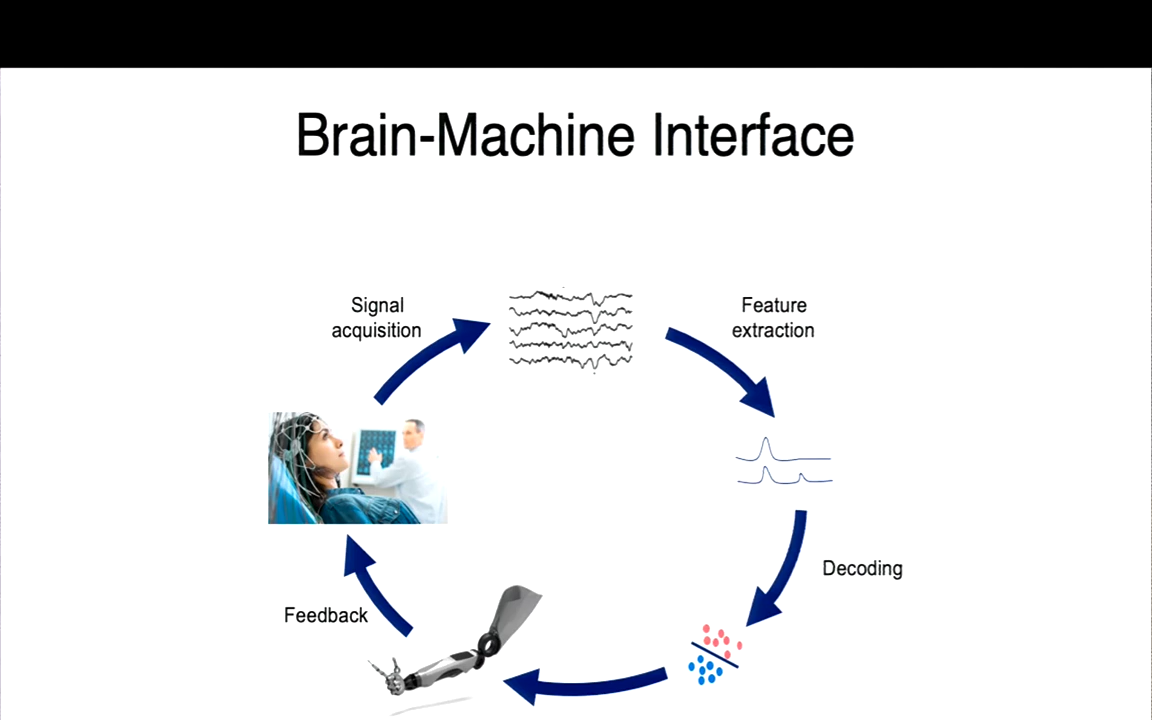 Brain-Machine Interface
Signal
acquisition
Feature
extraction
Decoding
Feedback